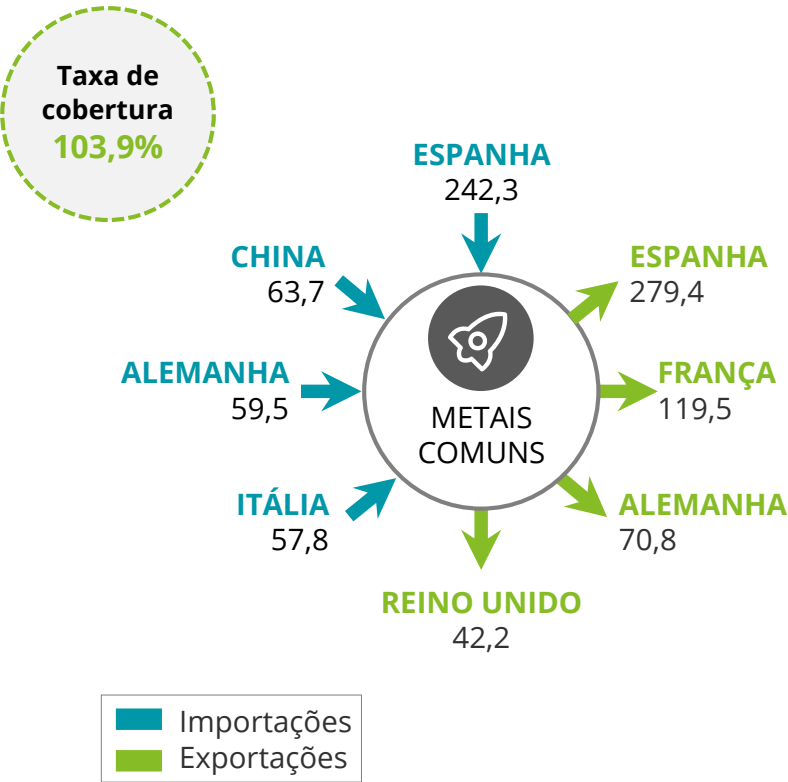 Taxa de
cobertura
103,9%
ESPANHA
242,3
CHINA
63,7
ESPANHA
279,4
ALEMANHA
59,5
FRANÇA
119,5
METAIS
COMUNS
ITÁLIA
57,8
ALEMANHA
70,8
REINO UNIDO
42,2
Importações
Exportações